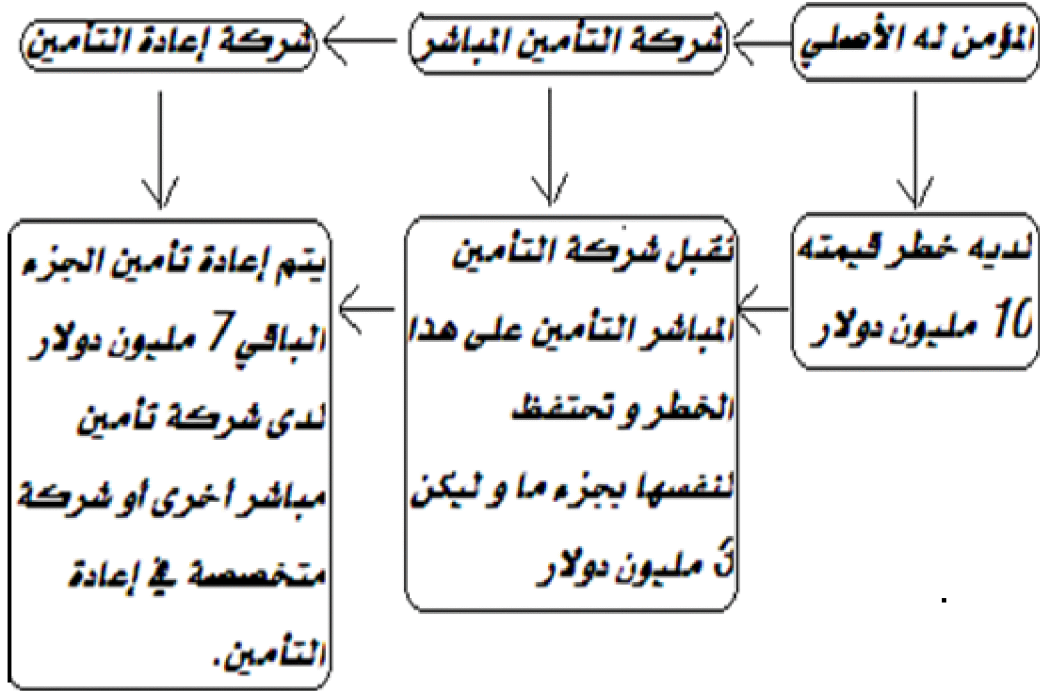 المؤمن له الأصلي
شركة التأمين المباشر
شركة إعادة التأمين
لديه خطر قيمته
10 مليون دولار
تقبل شركة التأمين
المباشر التأمين على هذا
الخطر و تحتفظ
لنفسها بجزء ما و ليكن
3 مليون دولار
يتم إعادة تأمين الجزء
الباقي 7 مليون دولار
لدى شركة تأمين
مباشر أخرى أو شركة
متخصصة في إعادة
التأمين.